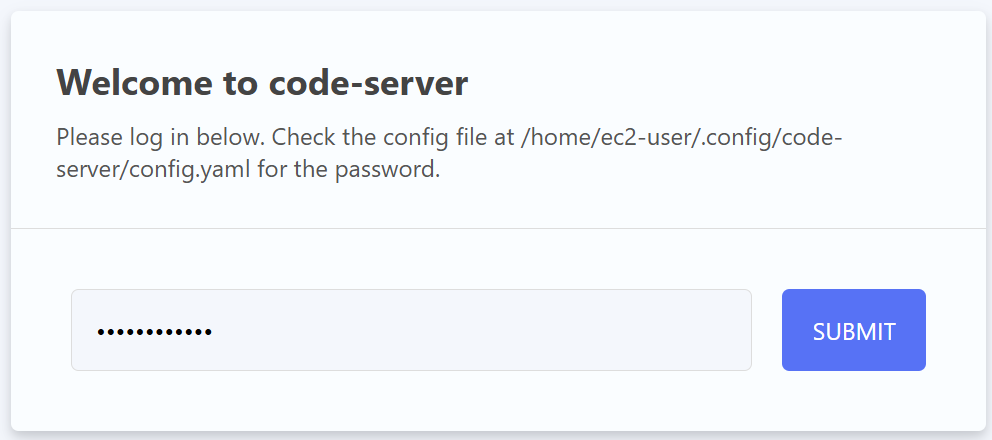 Welcome to code-server
Please log in below. Check the config file at /home/ec2-user/.config/code-
server/config.yaml for the password.
••••••••••••
SUBMIT